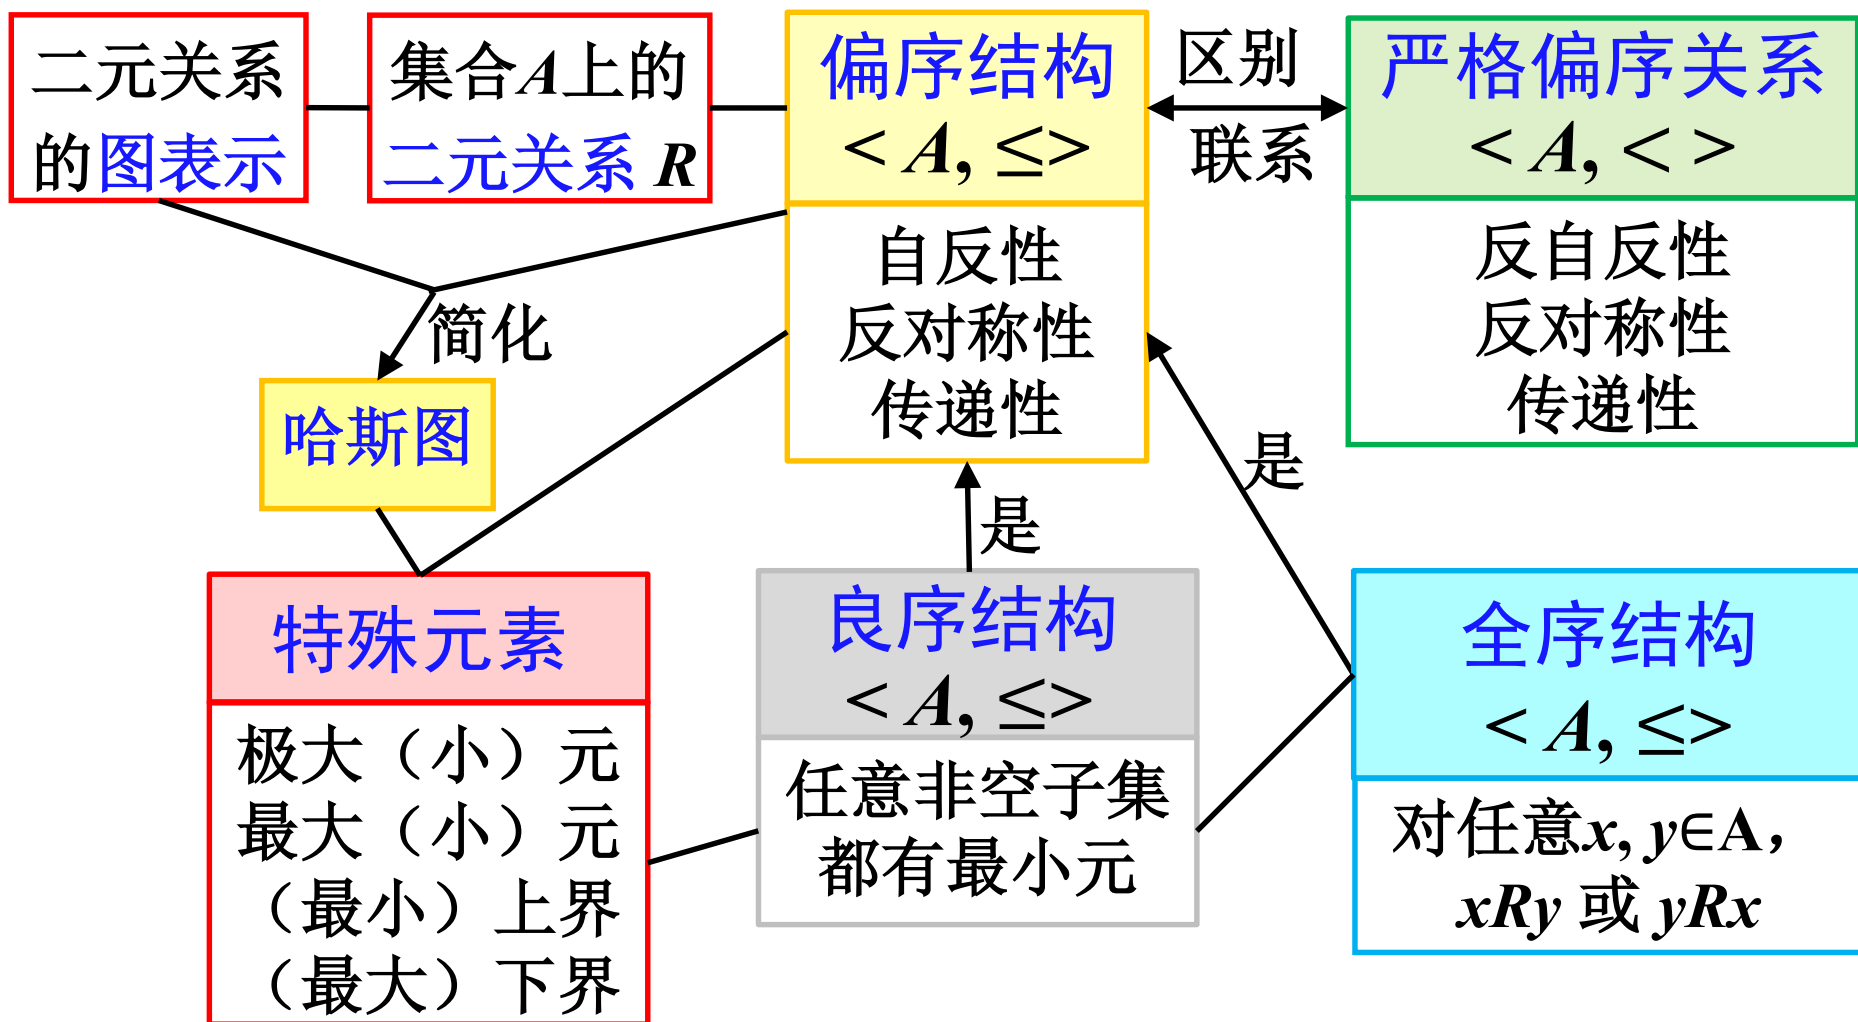 二元关系
的图表示
集合A上的
二元关系 R
偏序结构
< A, ≤>
自反性
反对称性
传递性
区别
联系
严格偏序关系
< A, < >
反自反性
反对称性
传递性
简化
哈斯图
是
是
特殊元素
极大（小）元
最大（小）元
（最小）上界
（最大）下界
良序结构
< A, ≤>
任意非空子集
都有最小元
全序结构
< A, ≤>
对任意x, y∈A，
xRy 或 yRx